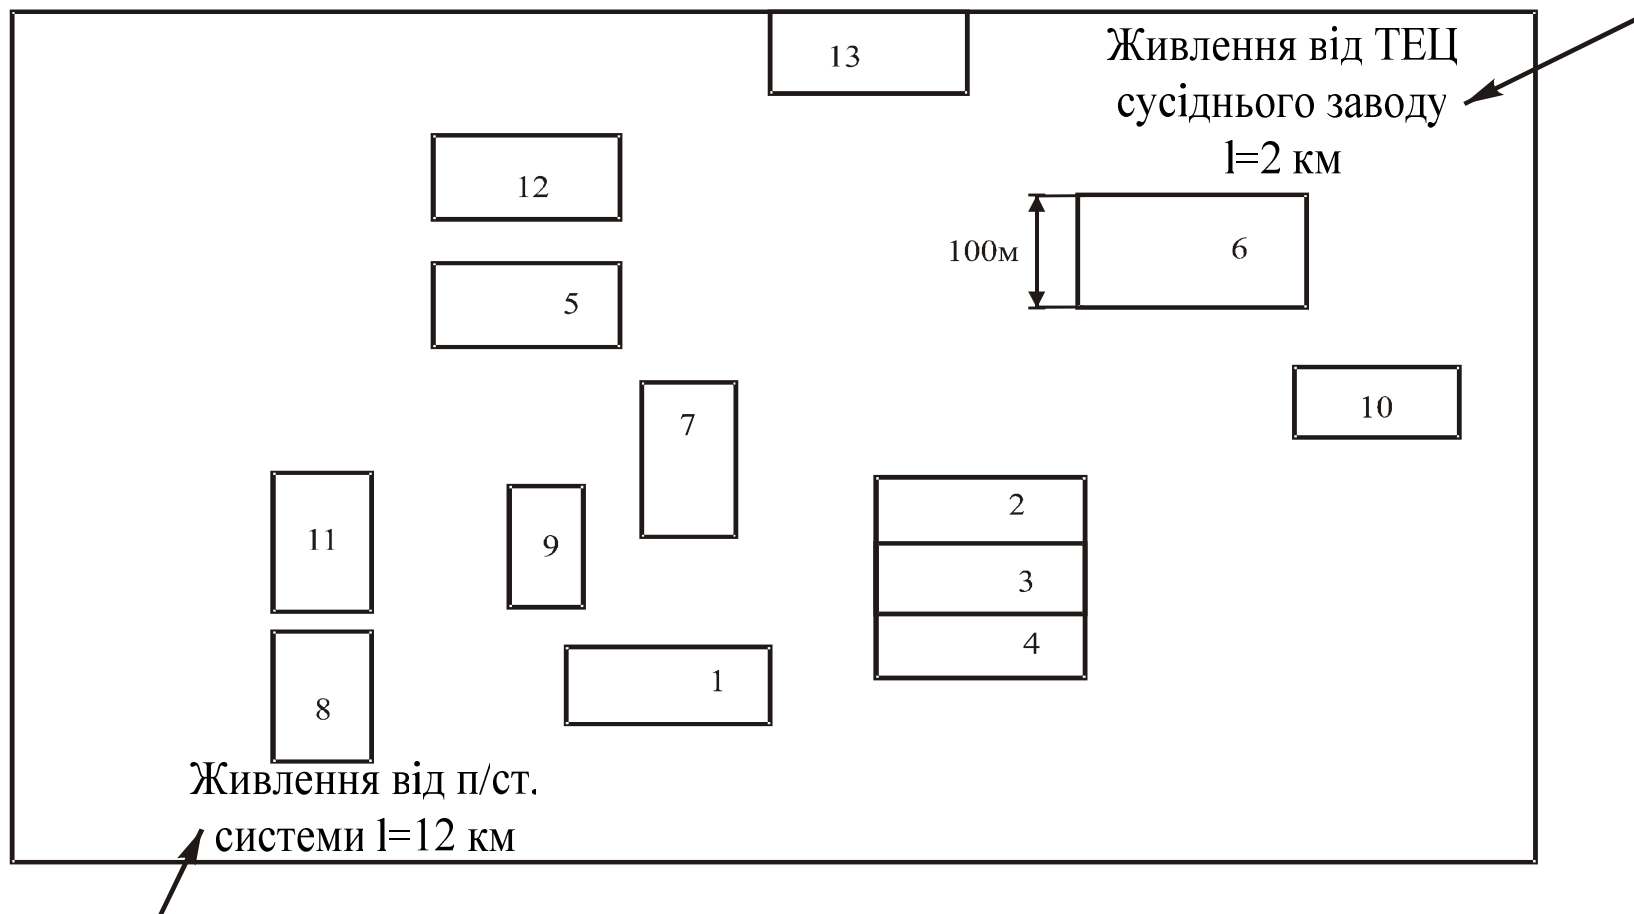 13
Живлення від ТЕЦ
сусіднього заводу
l=2 км
12
100м
6
5
10
7
2
11
9
3
4
1
8
Живлення від п/ст.
системи l=12 км